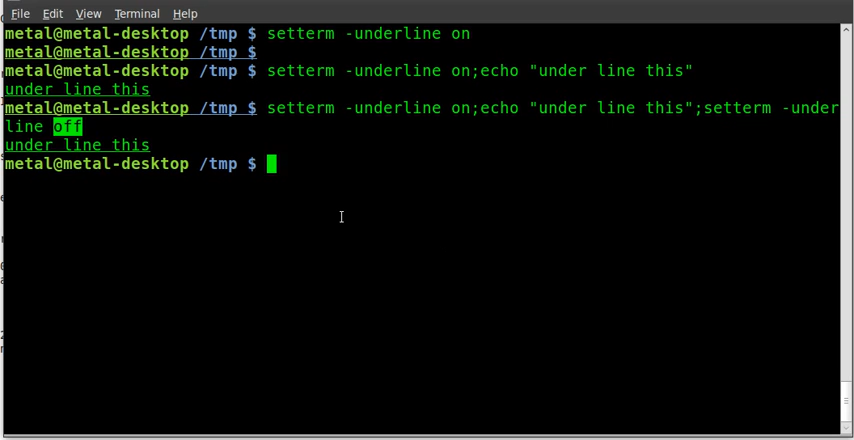 File Edit View Terminal Help
metal@metal-desktop /tmp $ setterm -underline on
metal@metal-desktop /tmp $
metal@metal-desktop /tmp $ setterm -underline on;echo "under line this"
under line this
metal@metal-desktop /tmp $ setterm -underline on;echo "under line this";setterm -under
line off
under line this
metal@metal-desktop /tmp $